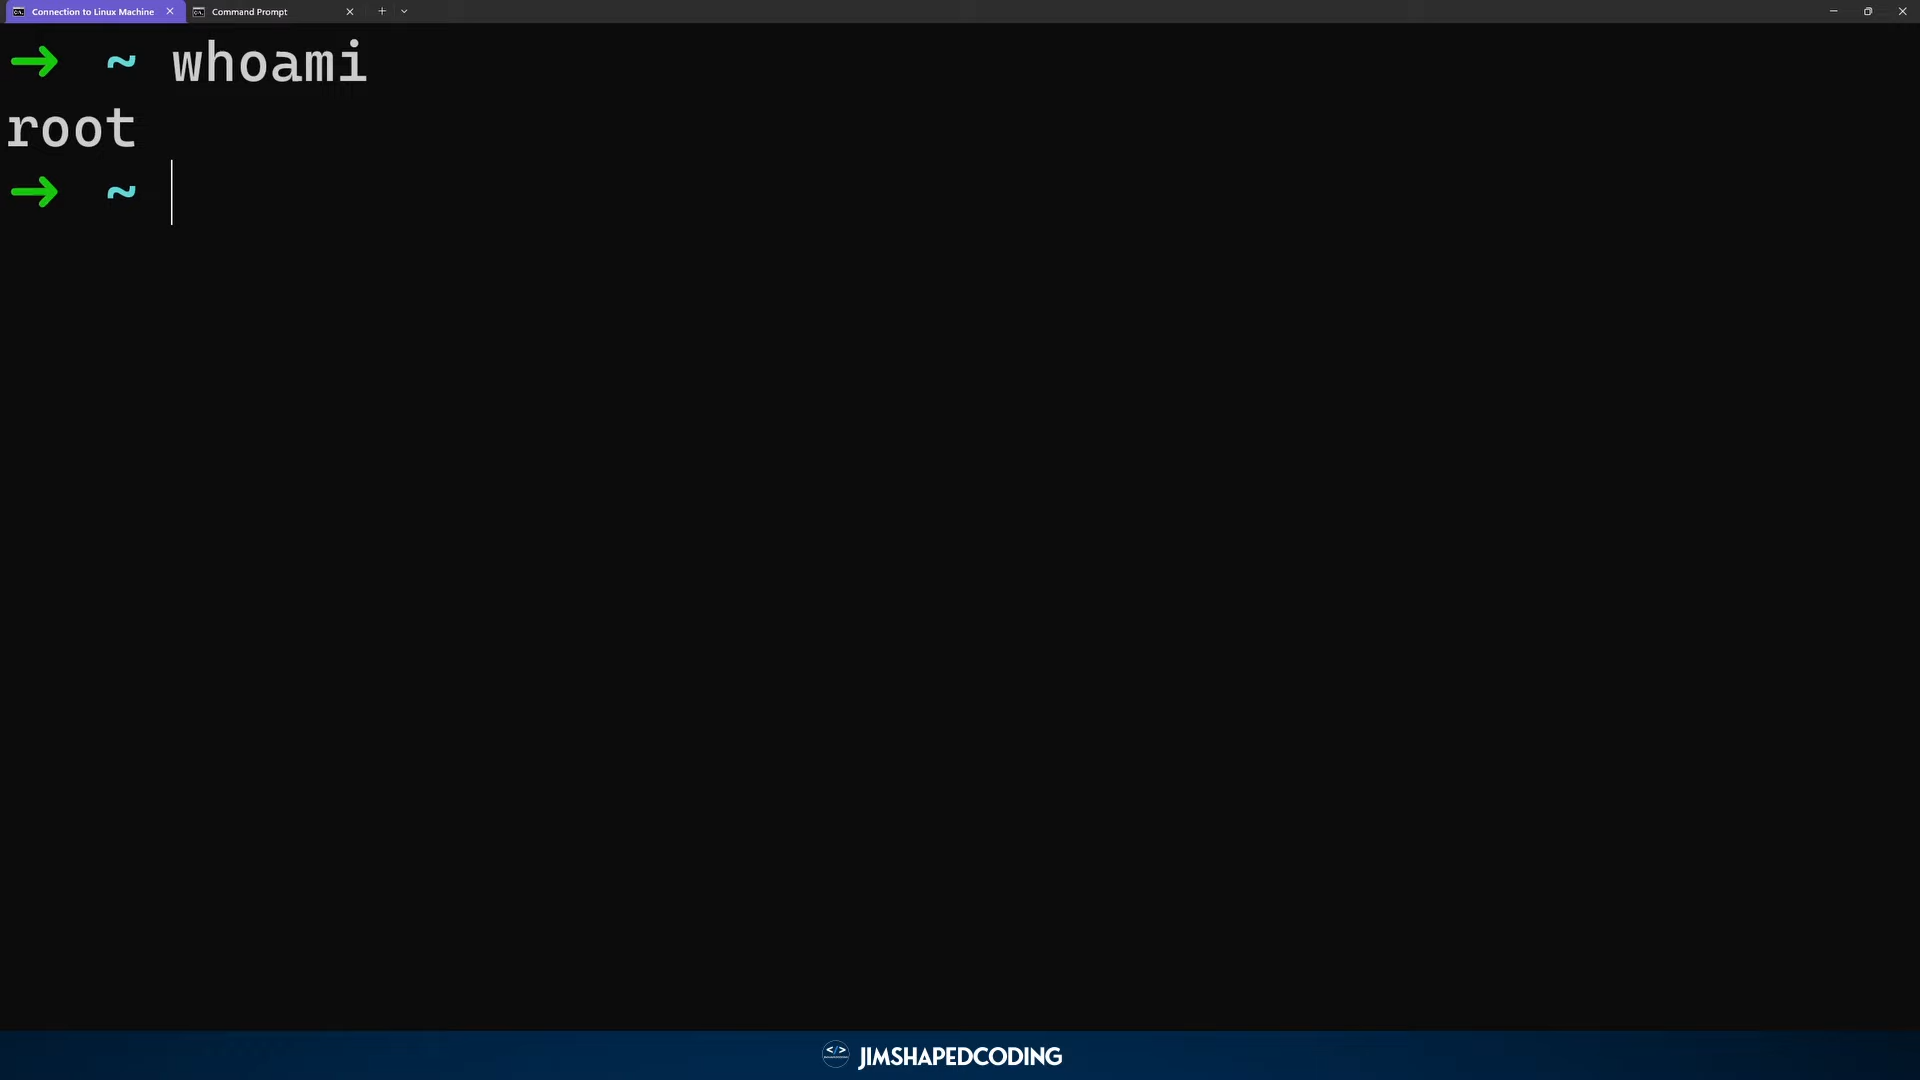 Connection to Linux Machine
Command Prompt
→ ~ whoami
root
→ ~
</> JIMSHAPEDCODING